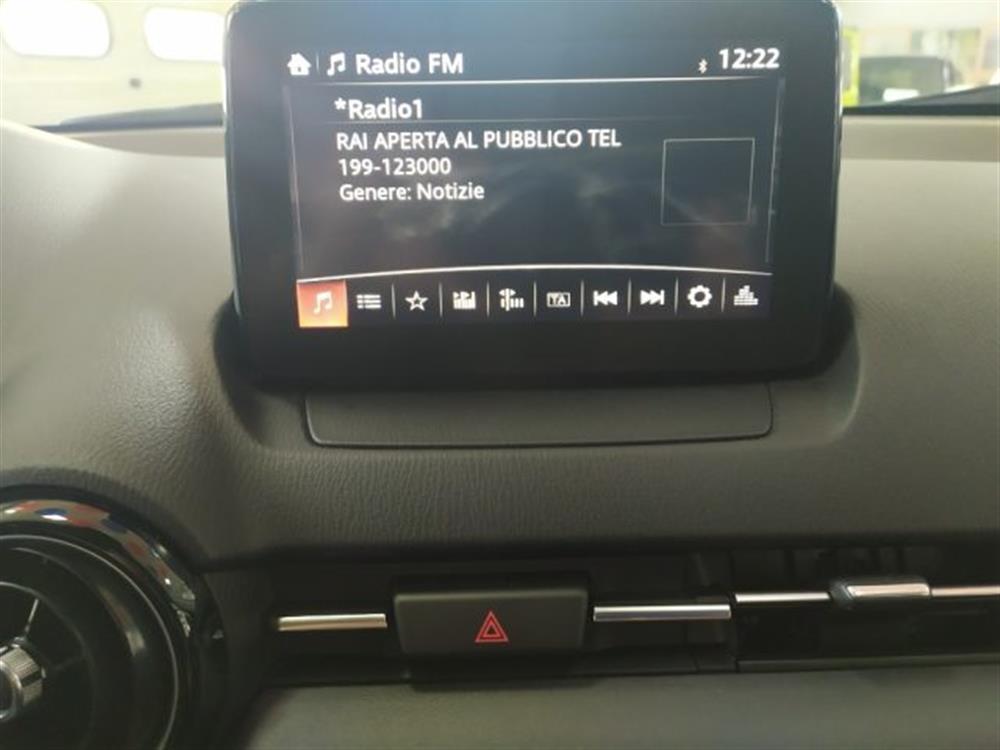 Radio FM 12:22
*Radio1
RAI APERTA AL PUBBLICO TEL
199-123000
Genere: Notizie
TA